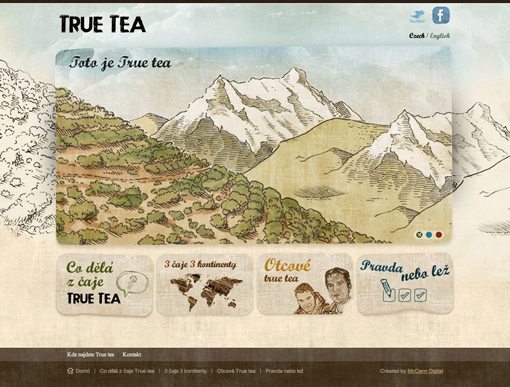 TRUE TEA
Czech / English
Toto je True tea
Co dělá
z čaje
TRUE TEA
3 čaje 3 kontinenty
Otcové
true tea
Pravda
nebo lež
Kde najdete True tea Kontakt
Domů | Co dělá z čaje True tea | 3 čaje 3 kontinenty | Otcové True tea | Pravda nebo lež
Created by McCann Digital